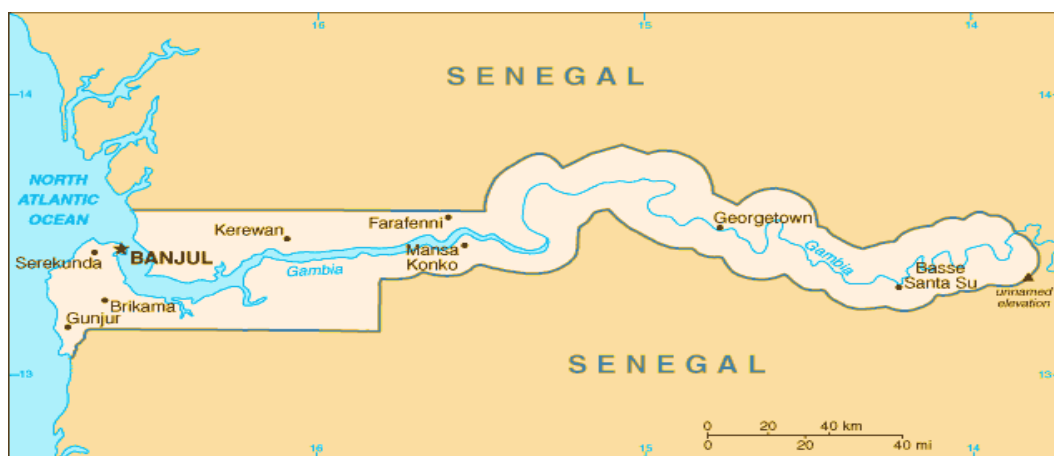 16
15
14
SENEGAL
14
14
NORTH
ATLANTIC
OCEAN
Georgetown
Farafenni
Kerewan
BANJUL
Mansa
Konko
Serekunda
Gambia
Gambia
Basse
Santa Su
unnamed
elevation
Brikama
Gunjur
SENEGAL
13
13
0 20 40 km
0 20 40 mi
16
15
14